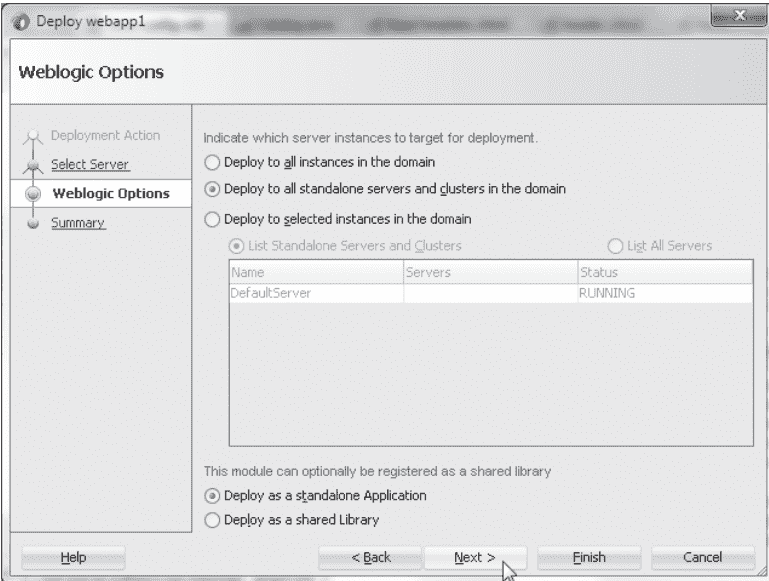 Deploy webapp1
Weblogic Options
Deployment Action
Select Server
Weblogic Options
Summary
Indicate which server instances to target for deployment.
Deploy to all instances in the domain
Deploy to all standalone servers and clusters in the domain
Deploy to selected instances in the domain
List Standalone Servers and Clusters List All Servers
Name Servers Status
DefaultServer RUNNING
This module can optionally be registered as a shared library
Deploy as a standalone Application
Deploy as a shared Library
Help < Back Next > Finish Cancel